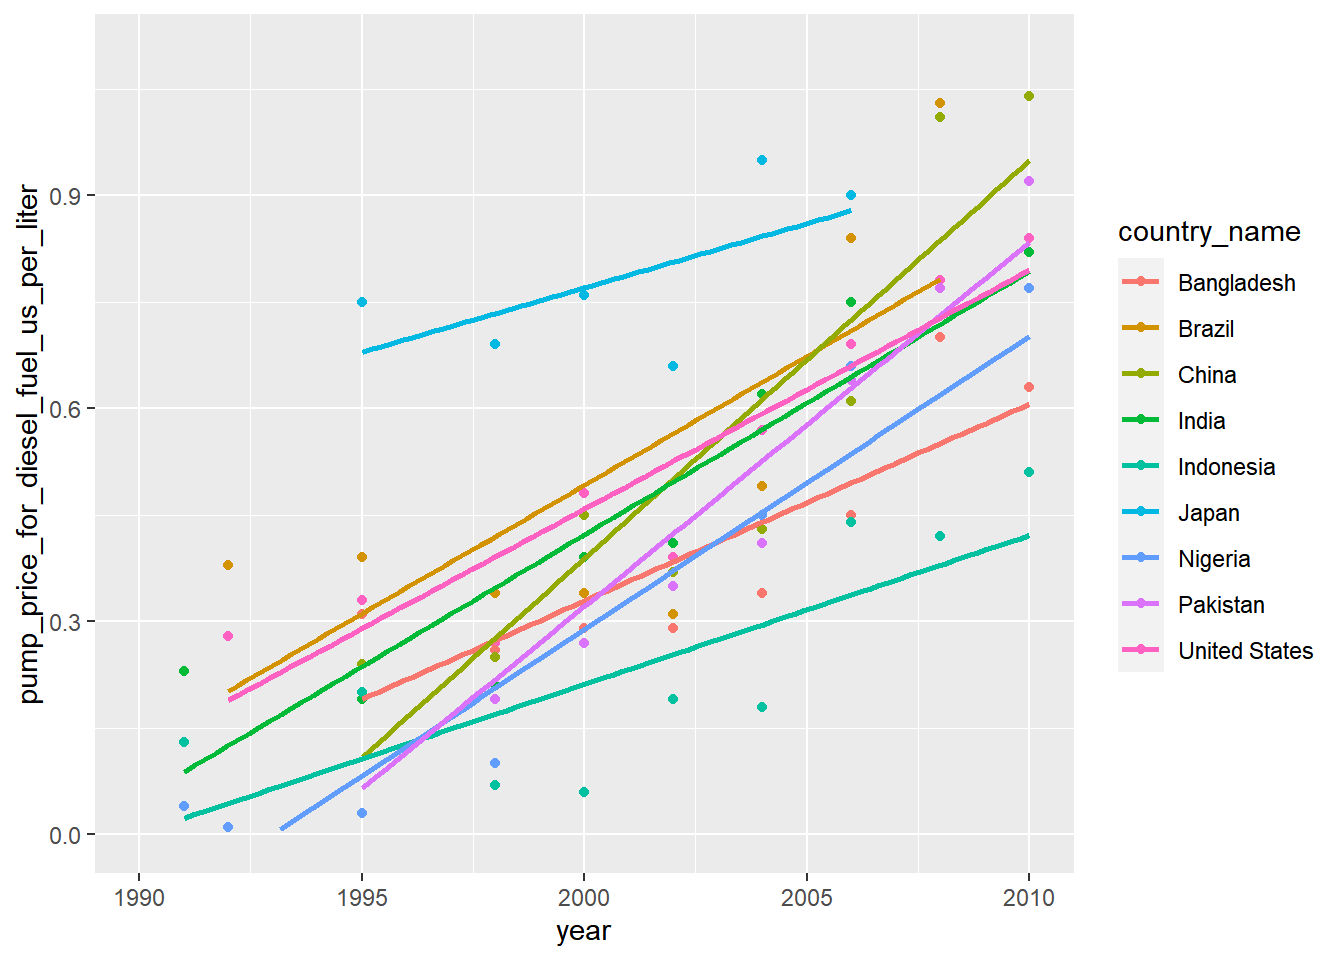 pump_price_for_diesel_fuel_us_per_liter
0.9
0.6
0.3
0.0
1990
1995
2000
2005
2010
year
country_name
Bangladesh
Brazil
China
India
Indonesia
Japan
Nigeria
Pakistan
United States